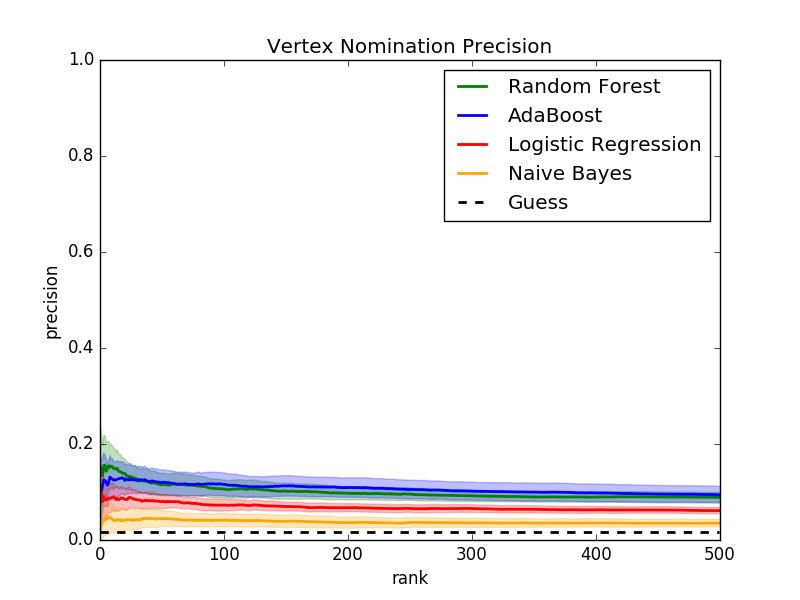 Vertex Nomination Precision
1.0
0.8
0.6
0.4
0.2
0.0
precision
Random Forest
AdaBoost
Logistic Regression
Naive Bayes
Guess
0 100 200 300 400 500
rank